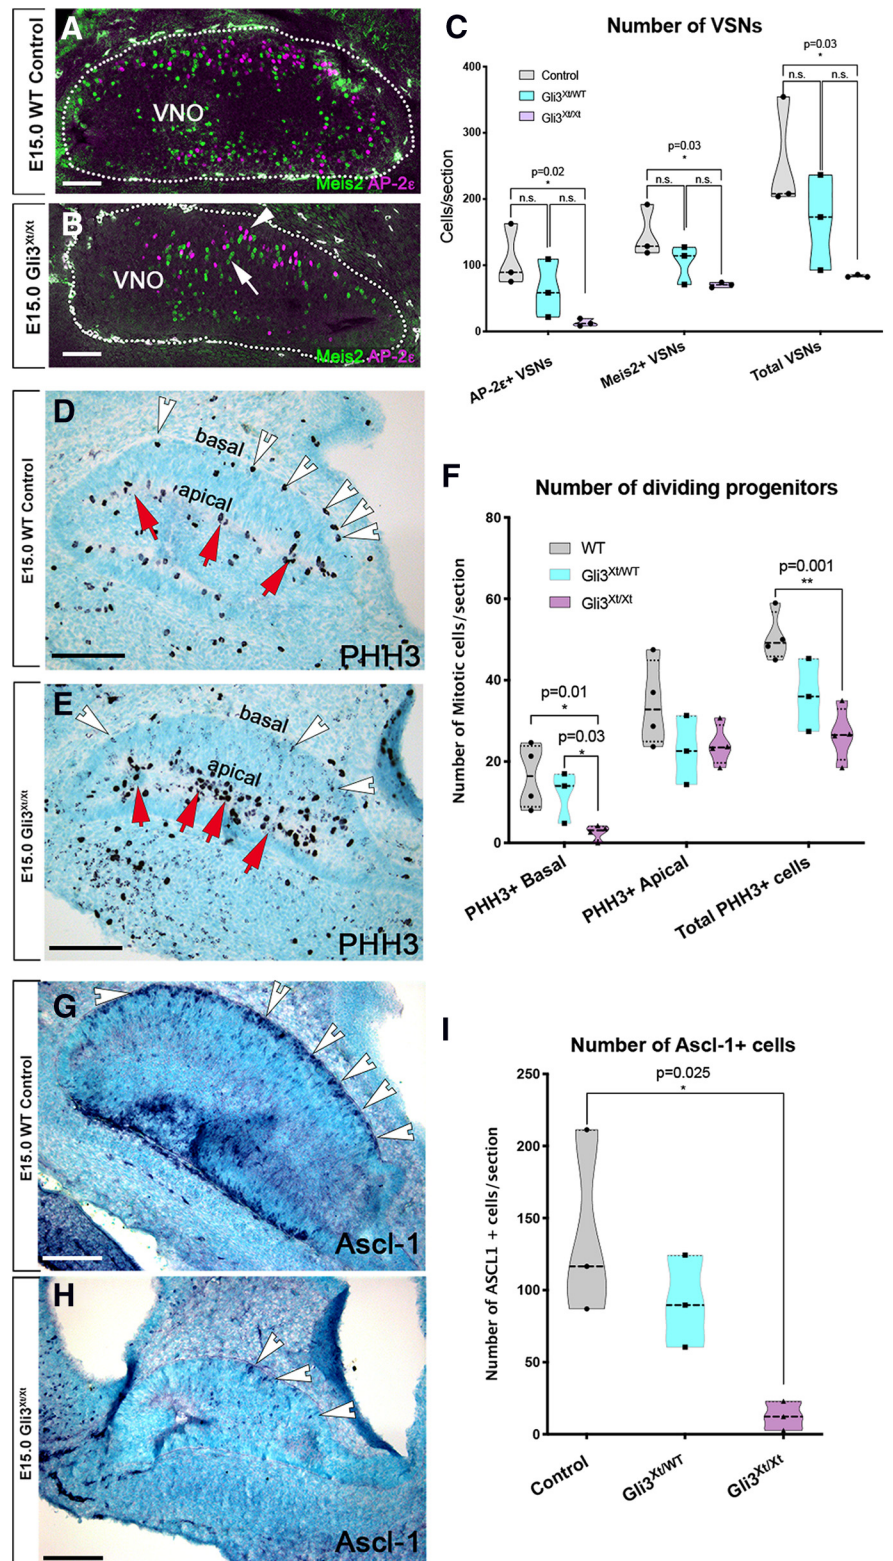 A
E15.0 WT Control
VNO
Meis2 AP-2ε
B
E15.0 Gli3Xt/Xt
VNO
Meis2 AP-2ε
C
Number of VSNs
Cells/section
400
300
200
100
0
Control
Gli3Xt/WT
Gli3Xt/Xt
p=0.02
*
n.s.
n.s.
p=0.03
*
n.s.
n.s.
p=0.03
*
n.s.
n.s.
AP-2ε+ VSNs
Meis2+ VSNs
Total VSNs
D
E15.0 WT Control
basal
apical
PHH3
E
E15.0 Gli3Xt/Xt
basal
apical
PHH3
F
Number of dividing progenitors
Number of Mitotic cells/section
80
60
40
20
0
WT
Gli3Xt/WT
Gli3Xt/Xt
p=0.01
*
p=0.03
*
p=0.001
**
PHH3+ Basal
PHH3+ Apical
Total PHH3+ cells
G
E15.0 WT Control
Ascl-1
H
E15.0 Gli3Xt/Xt
Ascl-1
I
Number of Ascl-1+ cells
Number of ASCL1 + cells/section
250
200
150
100
50
0
p=0.025
*
Control
Gli3Xt/WT
Gli3Xt/Xt